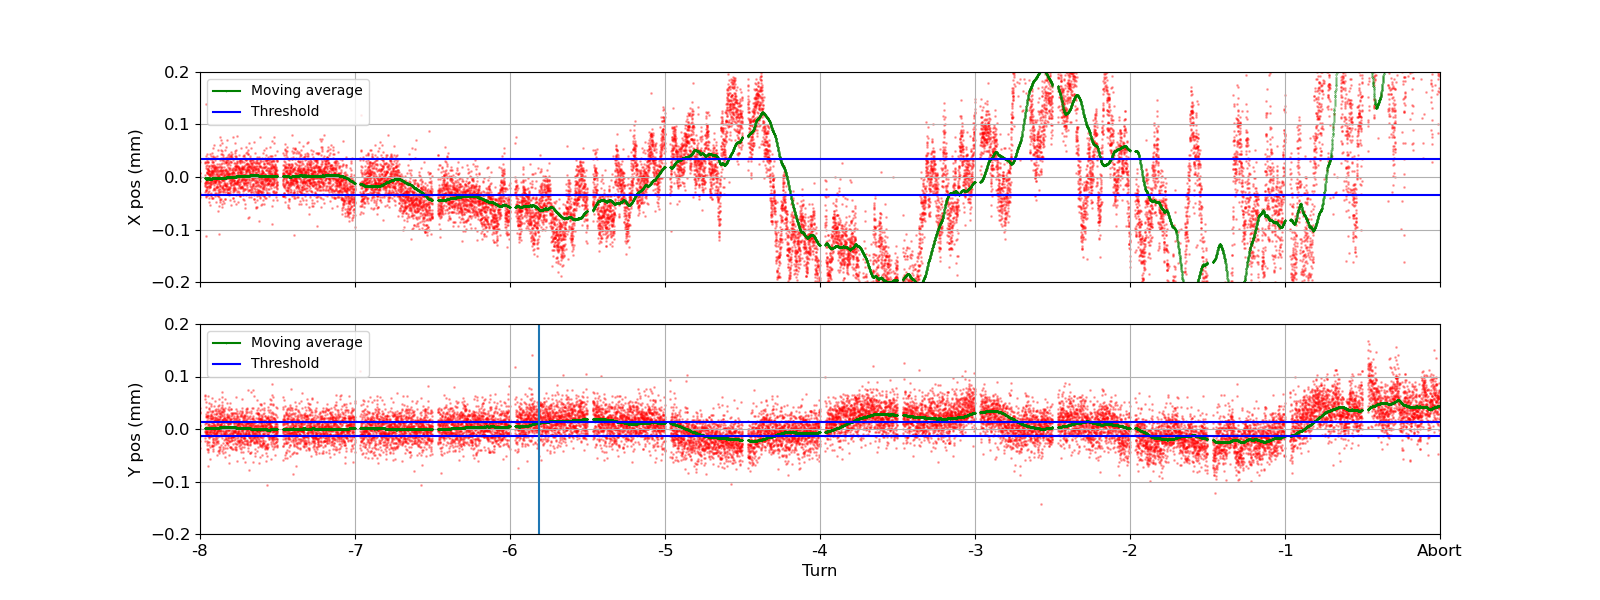 X pos (mm)
0.2
0.1
0.0
−0.1
−0.2
Moving average
Threshold
Y pos (mm)
0.2
0.1
0.0
−0.1
−0.2
Moving average
Threshold
-8 -7 -6 -5 -4 -3 -2 -1 Abort
Turn